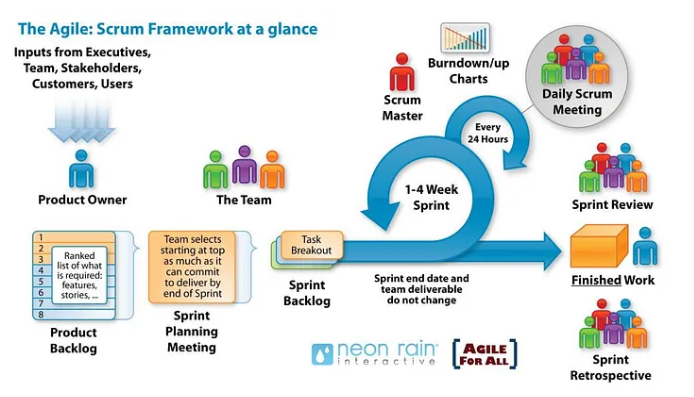 The Agile: Scrum Framework at a glance
Inputs from Executives,
Team, Stakeholders,
Customers, Users
Product Owner
The Team
1
2
3
4
5
6
7
8
Ranked
list of what
is required:
features,
stories, ...
Product
Backlog
Team selects
starting at top
as much as it
can commit
to deliver by
end of Sprint
Sprint
Planning
Meeting
Task
Breakout
Sprint
Backlog
Scrum
Master
Burndown/up
Charts
Every
24 Hours
1-4 Week
Sprint
Daily Scrum
Meeting
Sprint end date and
team deliverable
do not change
Sprint Review
Finished Work
Sprint
Retrospective
neon rain
interactive
AGILE
FOR ALL